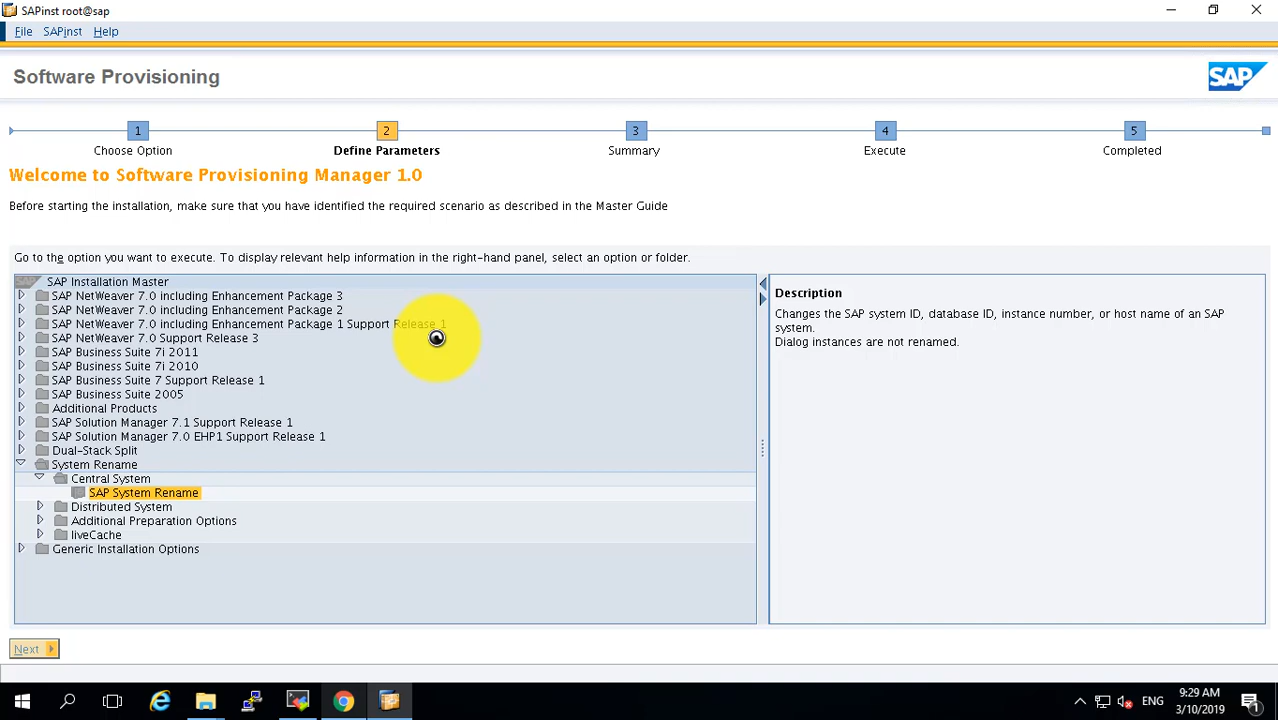 SAPinst root@sap
File SAPinst Help
Software Provisioning
SAP
1 2 3 4 5
Choose Option Define Parameters Summary Execute Completed
Welcome to Software Provisioning Manager 1.0
Before starting the installation, make sure that you have identified the required scenario as described in the Master Guide
Go to the option you want to execute. To display relevant help information in the right-hand panel, select an option or folder.
SAP Installation Master
SAP NetWeaver 7.0 including Enhancement Package 3
SAP NetWeaver 7.0 including Enhancement Package 2
SAP NetWeaver 7.0 including Enhancement Package 1 Support Release 1
SAP NetWeaver 7.0 Support Release 3
SAP Business Suite 7i 2011
SAP Business Suite 7i 2010
SAP Business Suite 7 Support Release 1
SAP Business Suite 2005
Additional Products
SAP Solution Manager 7.1 Support Release 1
SAP Solution Manager 7.0 EHP1 Support Release 1
Dual-Stack Split
System Rename
Central System
SAP System Rename
Distributed System
Additional Preparation Options
liveCache
Generic Installation Options
Description
Changes the SAP system ID, database ID, instance number, or host name of an SAP
system.
Dialog instances are not renamed.
Next
ENG
9:29 AM
3/10/2019
1